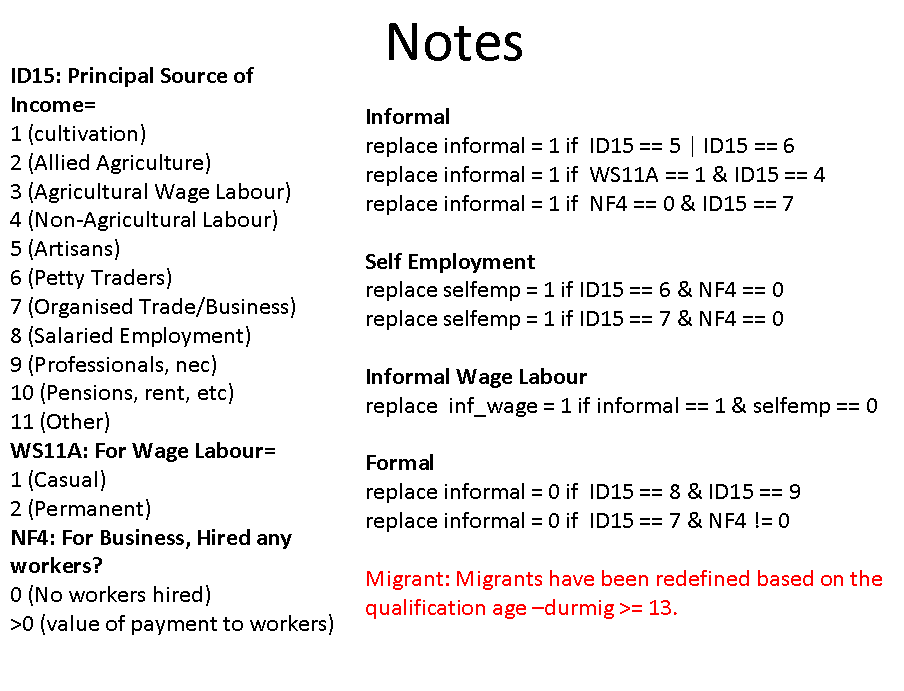 Notes
ID15: Principal Source of
Income=
1 (cultivation)
2 (Allied Agriculture)
3 (Agricultural Wage Labour)
4 (Non-Agricultural Labour)
5 (Artisans)
6 (Petty Traders)
7 (Organised Trade/Business)
8 (Salaried Employment)
9 (Professionals, nec)
10 (Pensions, rent, etc)
11 (Other)
WS11A: For Wage Labour=
1 (Casual)
2 (Permanent)
NF4: For Business, Hired any
workers?
0 (No workers hired)
>0 (value of payment to workers)
Informal
replace informal = 1 if  ID15 == 5 | ID15 == 6
replace informal = 1 if  WS11A == 1 & ID15 == 4
replace informal = 1 if  NF4 == 0 & ID15 == 7
Self Employment
replace selfemp = 1 if ID15 == 6 & NF4 == 0
replace selfemp = 1 if ID15 == 7 & NF4 == 0
Informal Wage Labour
replace  inf_wage = 1 if informal == 1 & selfemp == 0
Formal
replace informal = 0 if  ID15 == 8 & ID15 == 9
replace informal = 0 if  ID15 == 7 & NF4 != 0
Migrant: Migrants have been redefined based on the
qualification age –durmig >= 13.